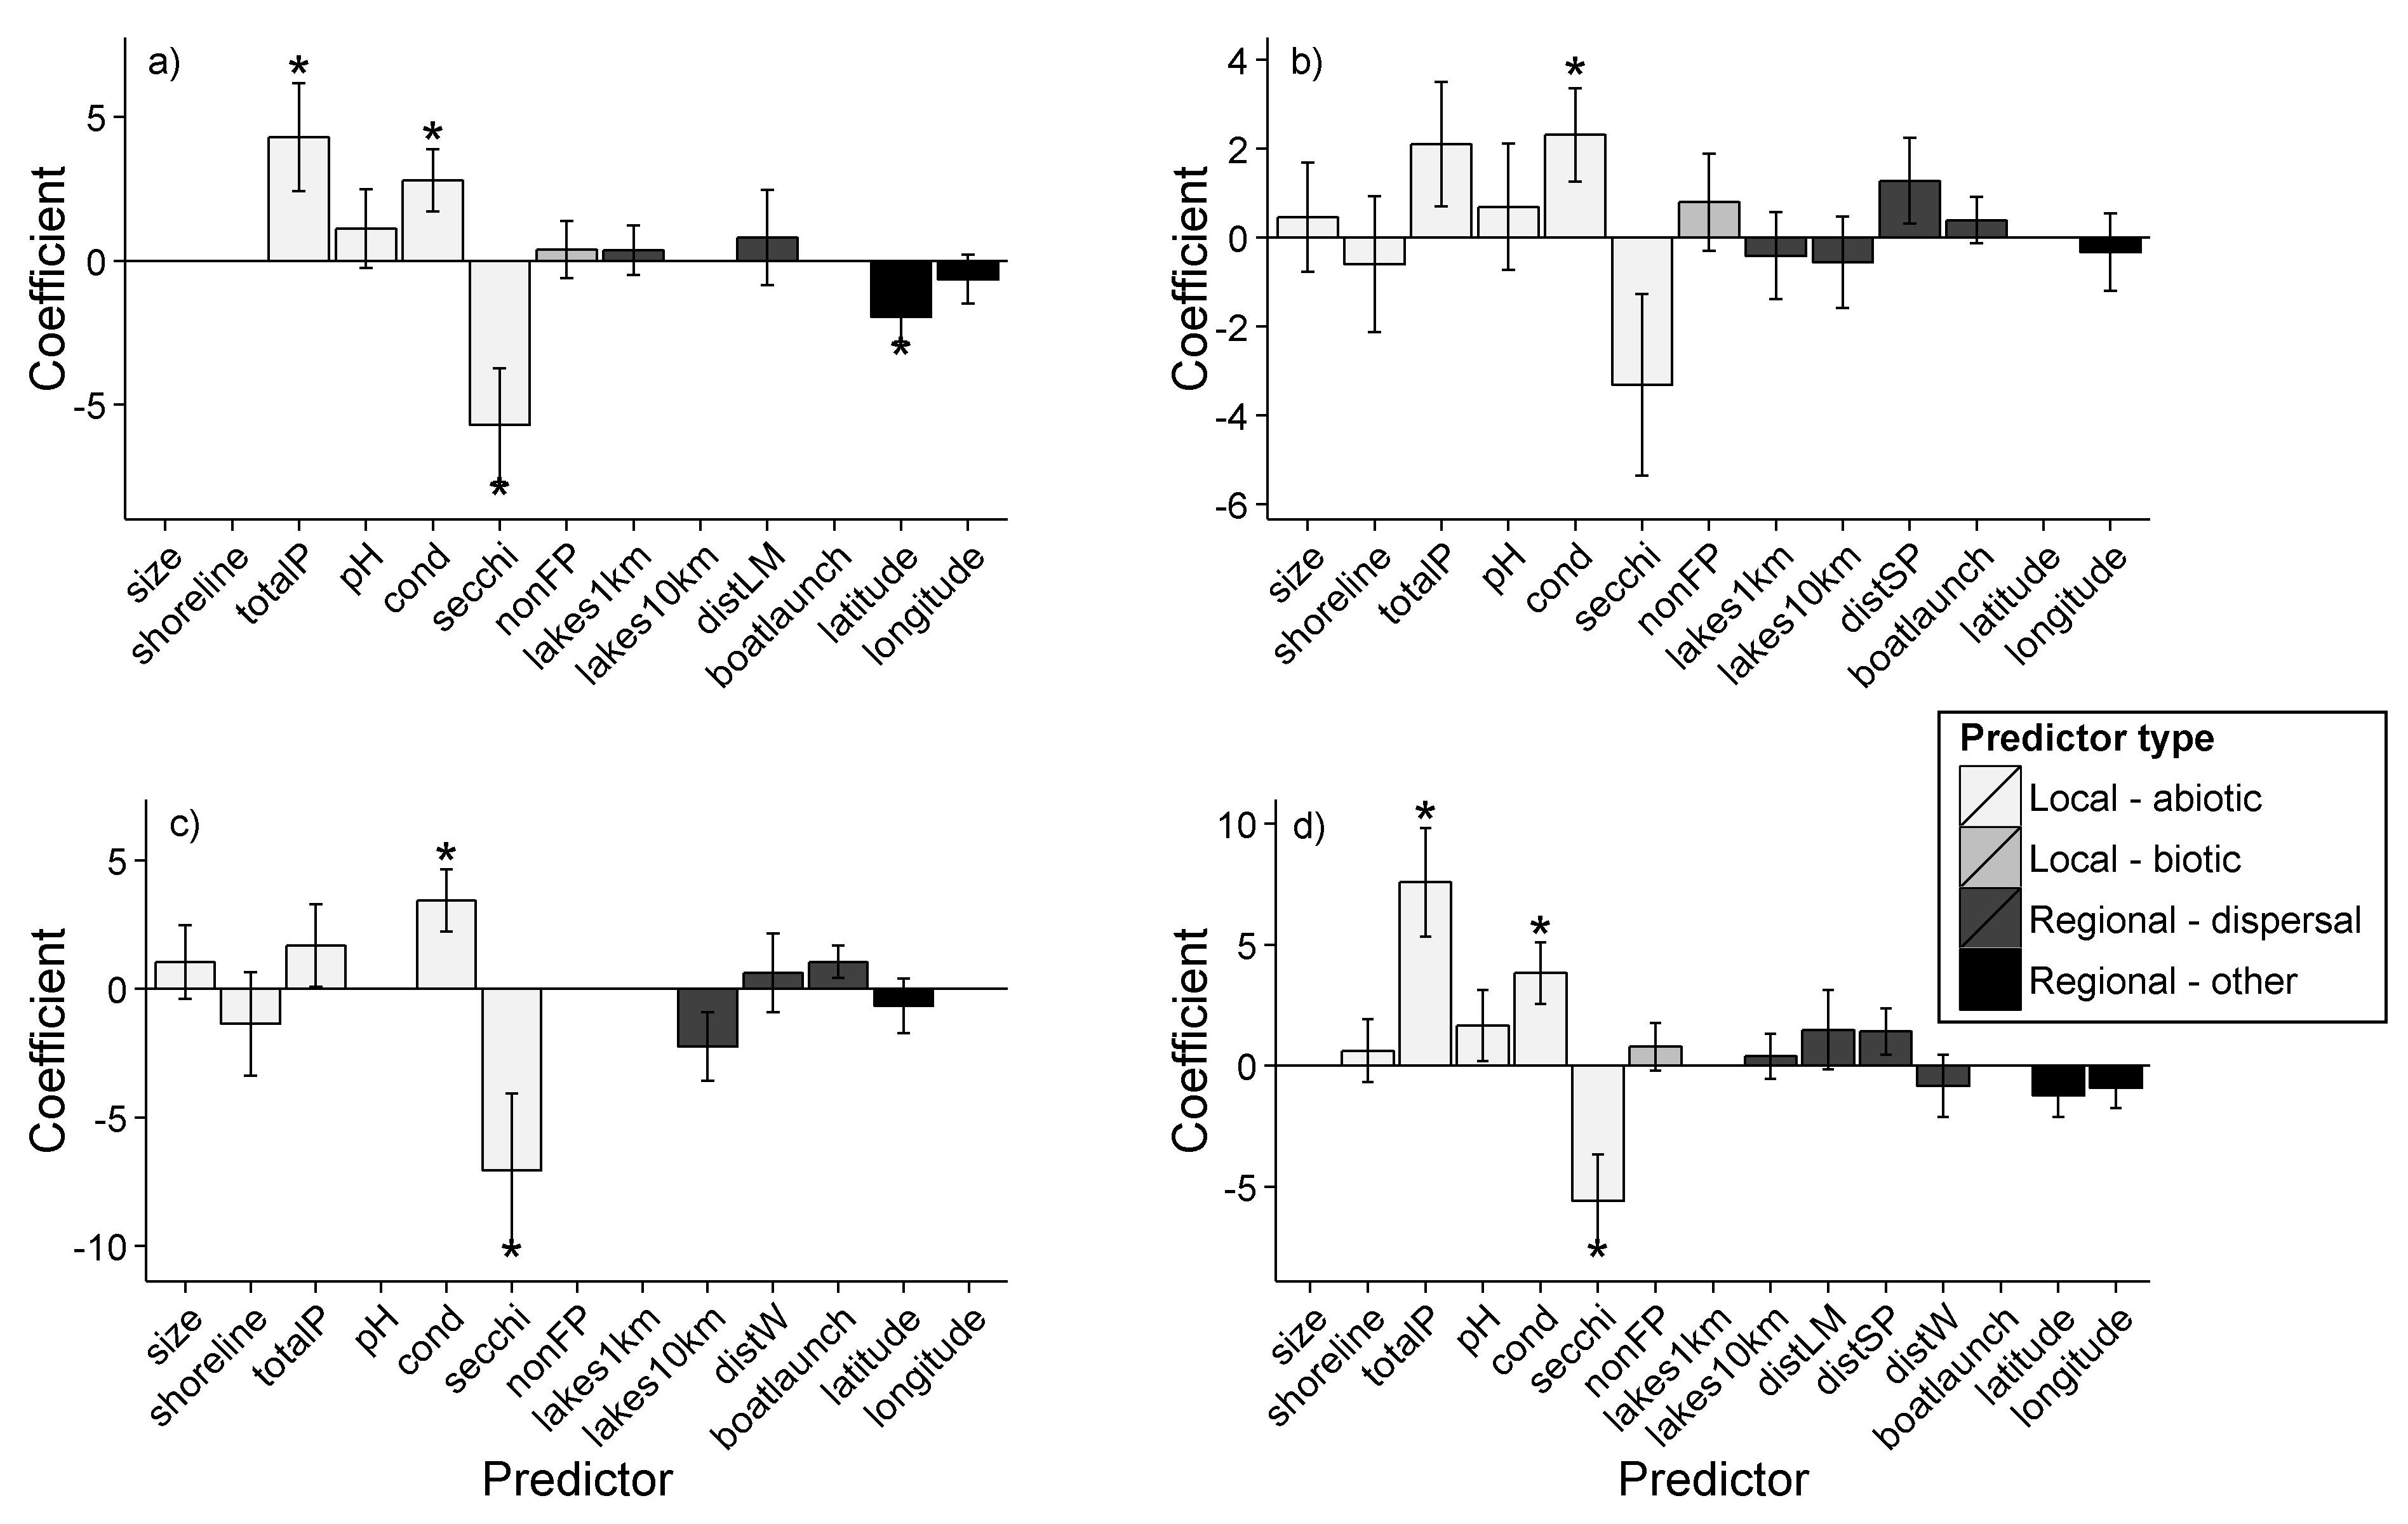 a)
Coefficient
5
0
-5
*
*
*
*
size
shoreline
totalP
pH
cond
secchi
nonFP
lakes1km
lakes10km
distLM
boatlaunch
latitude
longitude
b)
Coefficient
4
2
0
-2
-4
-6
*
size
shoreline
totalP
pH
cond
secchi
nonFP
lakes1km
lakes10km
distSP
boatlaunch
latitude
longitude
Predictor type
Local - abiotic
Local - biotic
Regional - dispersal
Regional - other
c)
Coefficient
5
0
-5
-10
*
*
size
shoreline
totalP
pH
cond
secchi
nonFP
lakes1km
lakes10km
distW
boatlaunch
latitude
longitude
Predictor
d)
Coefficient
10
5
0
-5
*
*
*
size
shoreline
totalP
pH
cond
secchi
nonFP
lakes1km
lakes10km
distLM
distSP
distW
boatlaunch
latitude
longitude
Predictor